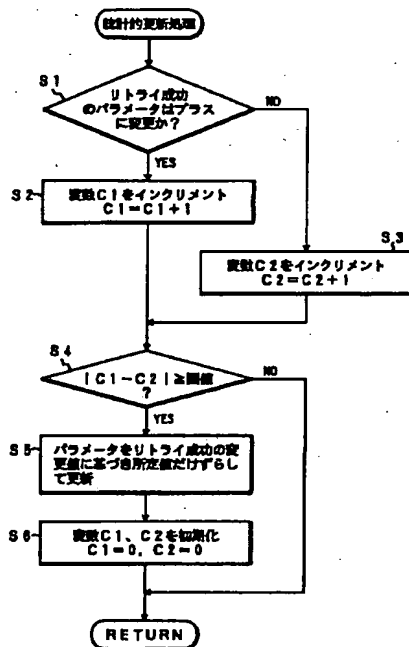 統計的更新処理
S1
リトライ成功
のパラメータはプラス
に変更か?
NO
YES
S2
変数C1をインクリメント
C1=C1+1
S3
変数C2をインクリメント
C2=C2+1
S4
|C1-C2|≧閾値
?
NO
YES
S5
パラメータをリトライ成功の変
更値に基づき所定値だけずらし
て更新
S6
変数C1、C2を初期化
C1=0, C2=0
RETURN